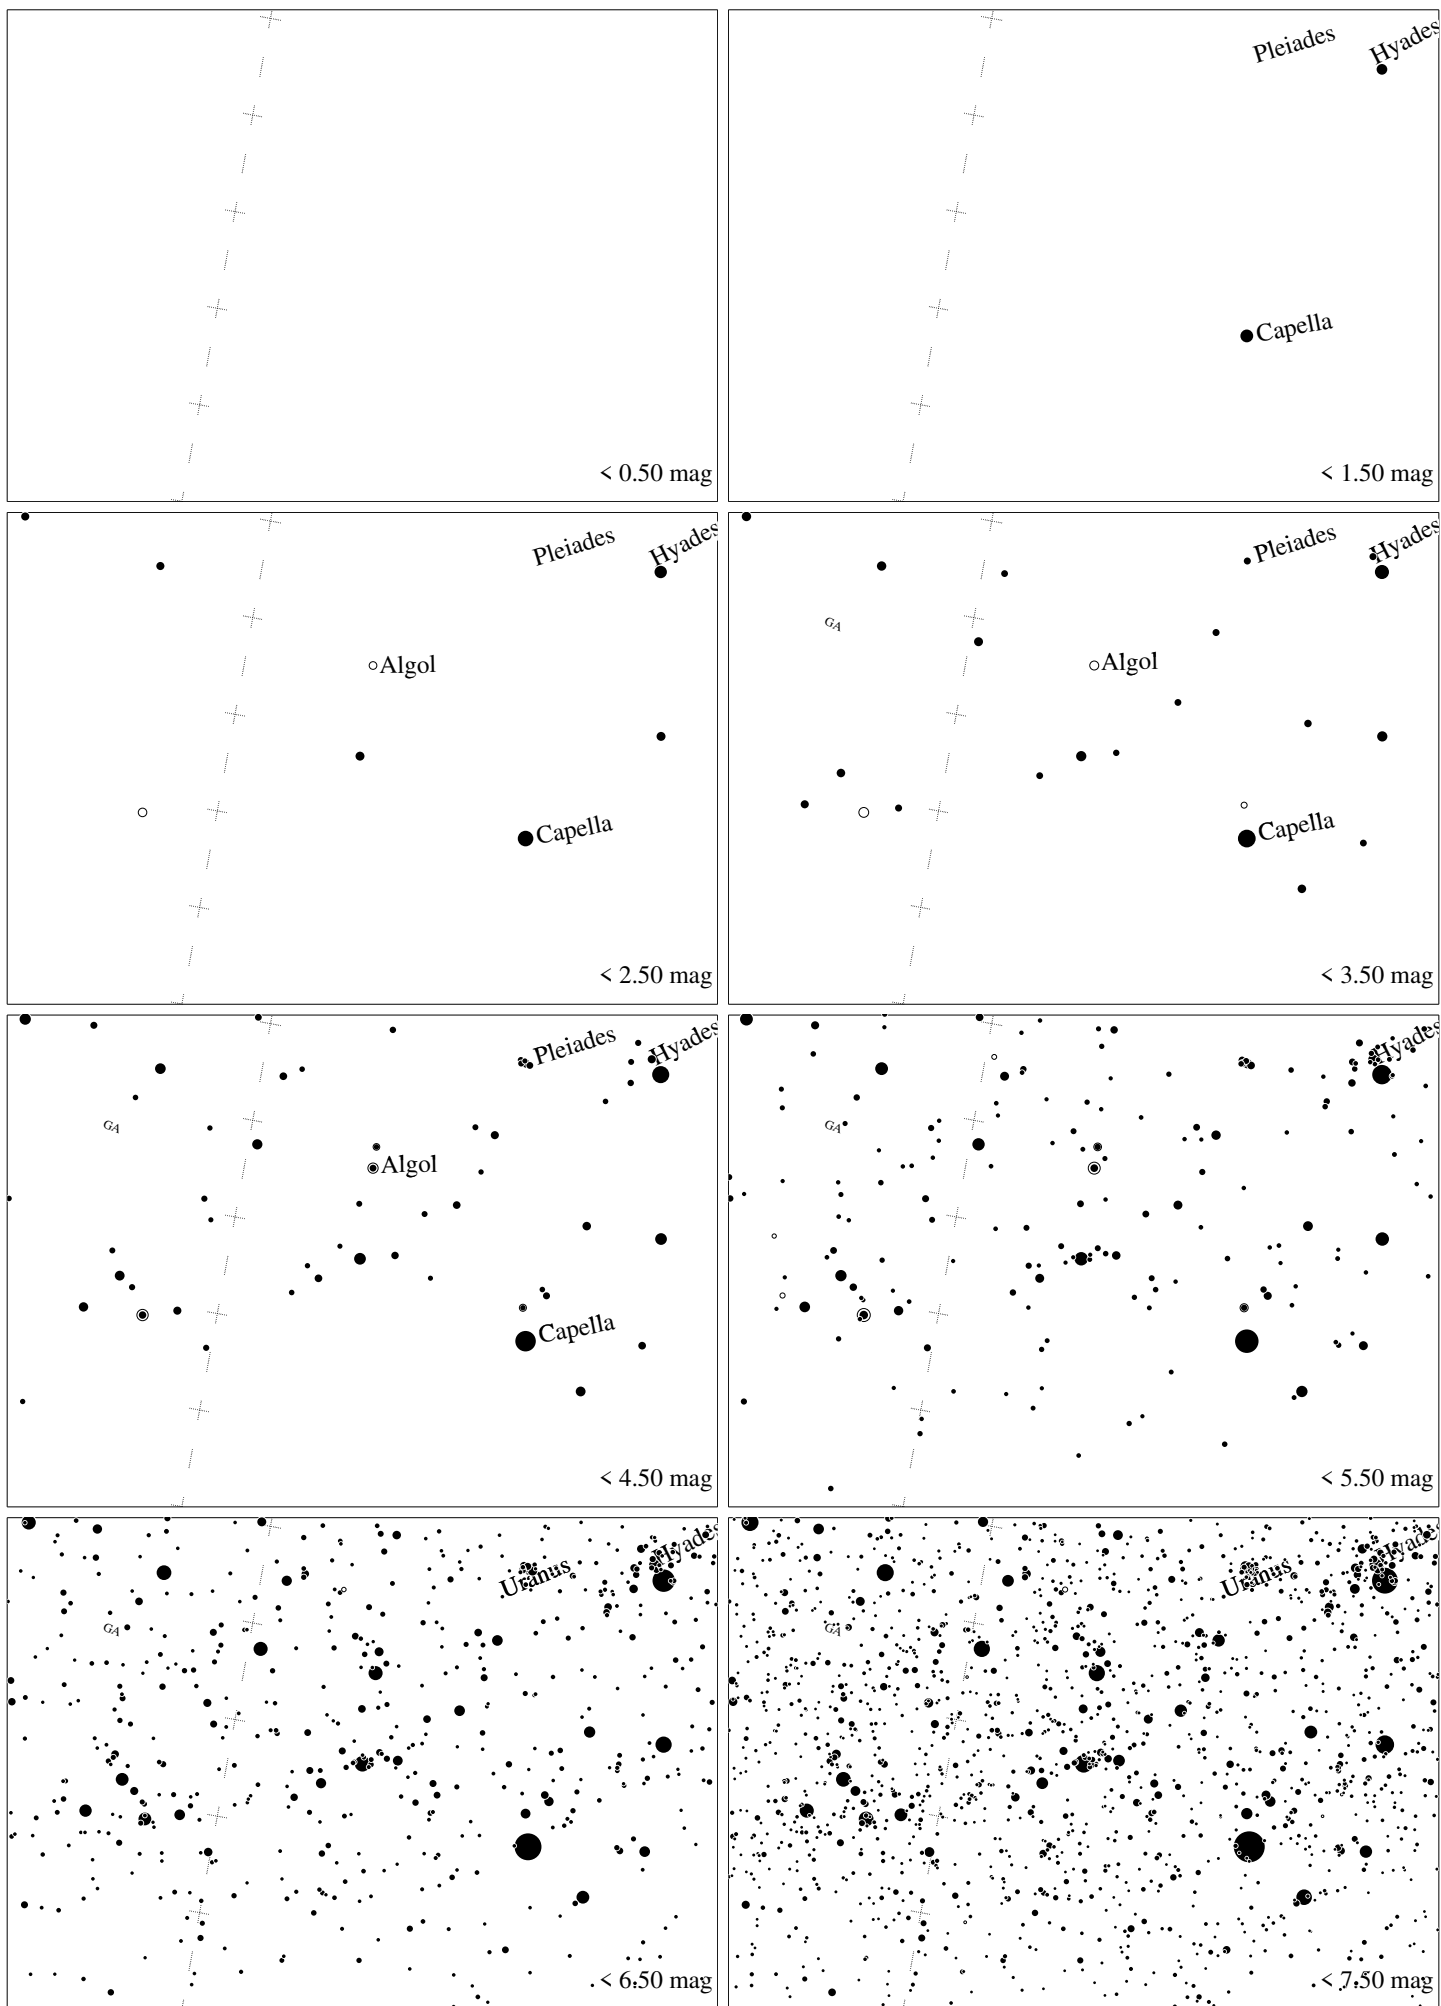 < 0.50 mag
Pleiades
Hyades
Capella
< 1.50 mag
Pleiades
Hyades
Algol
Capella
< 2.50 mag
Pleiades
Hyades
GA
Algol
Capella
< 3.50 mag
Pleiades
Hyades
GA
Algol
Capella
< 4.50 mag
Hyades
GA
< 5.50 mag
Hyades
Uranus
GA
< 6.50 mag
Hyades
Uranus
GA
< 7.50 mag